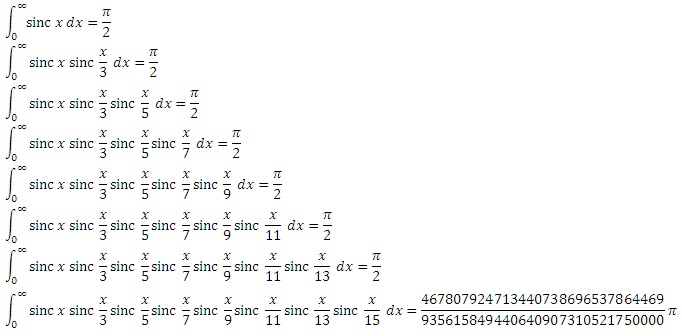 ∫₀^∞ sinc x dx = π/2
∫₀^∞ sinc x sinc x/3 dx = π/2
∫₀^∞ sinc x sinc x/3 sinc x/5 dx = π/2
∫₀^∞ sinc x sinc x/3 sinc x/5 sinc x/7 dx = π/2
∫₀^∞ sinc x sinc x/3 sinc x/5 sinc x/7 sinc x/9 dx = π/2
∫₀^∞ sinc x sinc x/3 sinc x/5 sinc x/7 sinc x/9 sinc x/11 dx = π/2
∫₀^∞ sinc x sinc x/3 sinc x/5 sinc x/7 sinc x/9 sinc x/11 sinc x/13 dx = π/2
∫₀^∞ sinc x sinc x/3 sinc x/5 sinc x/7 sinc x/9 sinc x/11 sinc x/13 sinc x/15 dx = 467807924713440738696537864469/935615849440640907310521750000 π